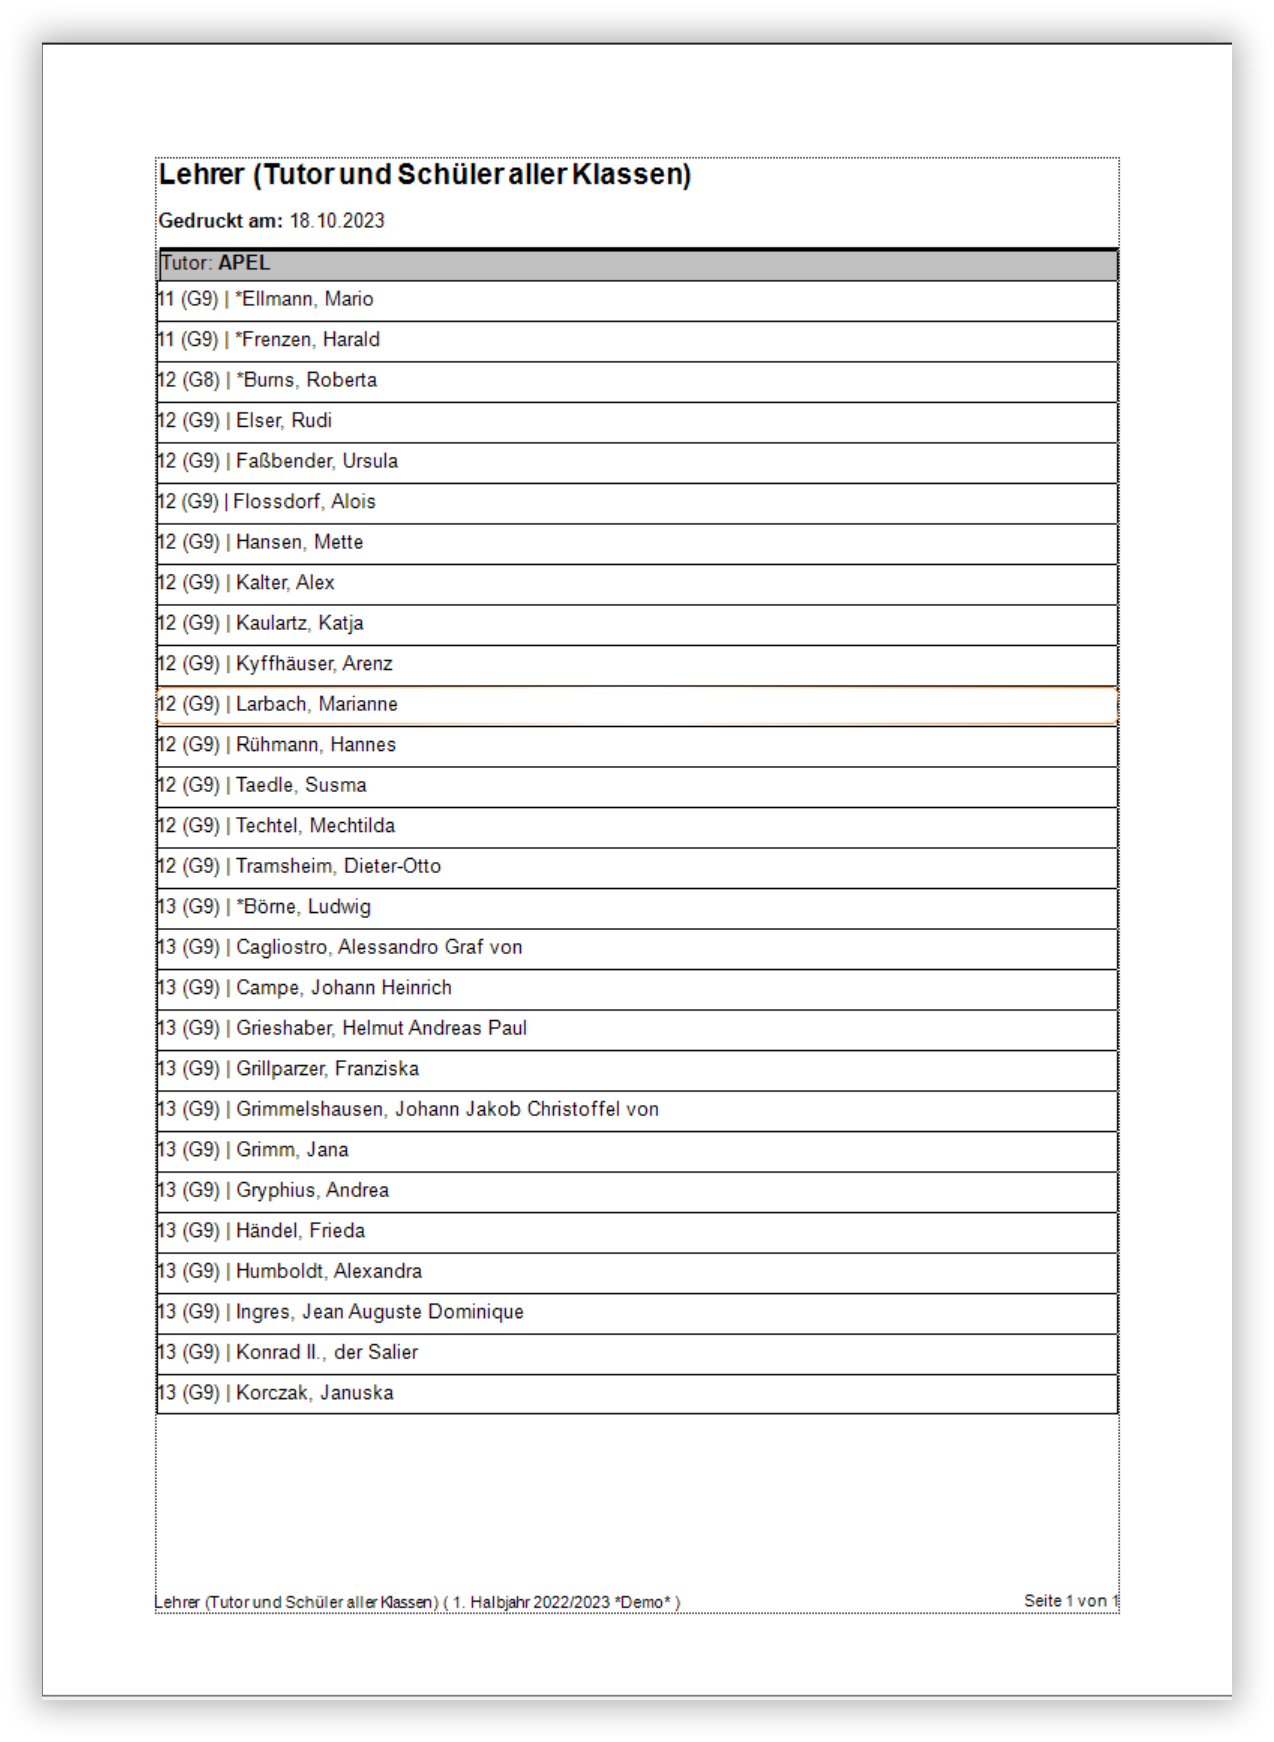 Lehrer (Tutor und Schüler aller Klassen)
Gedruckt am: 18.10.2023
Tutor: APEL
11 (G9) | *Ellmann, Mario
11 (G9) | *Frenzen, Harald
12 (G8) | *Burns, Roberta
12 (G9) | Elser, Rudi
12 (G9) | Faßbender, Ursula
12 (G9) | Flossdorf, Alois
12 (G9) | Hansen, Mette
12 (G9) | Kalter, Alex
12 (G9) | Kaulartz, Katja
12 (G9) | Kyffhäuser, Arenz
12 (G9) | Larbach, Marianne
12 (G9) | Rühmann, Hannes
12 (G9) | Taedle, Susma
12 (G9) | Techtel, Mechtilda
12 (G9) | Tramsheim, Dieter-Otto
13 (G9) | *Börne, Ludwig
13 (G9) | Cagliostro, Alessandro Graf von
13 (G9) | Campe, Johann Heinrich
13 (G9) | Grieshaber, Helmut Andreas Paul
13 (G9) | Grillparzer, Franziska
13 (G9) | Grimmelshausen, Johann Jakob Christoffel von
13 (G9) | Grimm, Jana
13 (G9) | Gryphius, Andrea
13 (G9) | Händel, Frieda
13 (G9) | Humboldt, Alexandra
13 (G9) | Ingres, Jean Auguste Dominique
13 (G9) | Konrad II., der Salier
13 (G9) | Korczak, Januska
Lehrer (Tutor und Schüler aller Klassen) ( 1. Halbjahr 2022/2023 *Demo* )
Seite 1 von 1